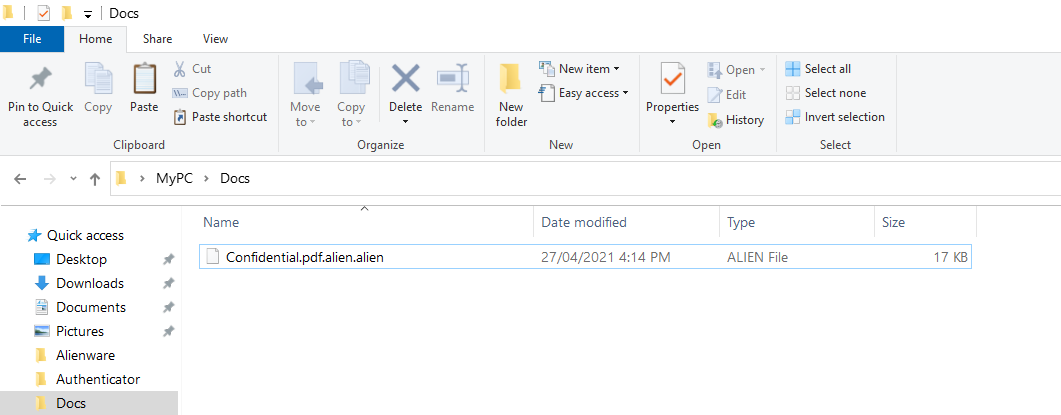 Docs
File Home Share View
Pin to Quick access
Copy
Paste
Cut
Copy path
Paste shortcut
Clipboard
Move to
Copy to
Delete
Rename
Organize
New folder
New item
Easy access
New
Properties
Open
Edit
History
Open
Select all
Select none
Invert selection
Select
MyPC > Docs
Name Date modified Type Size
Confidential.pdf.alien.alien 27/04/2021 4:14 PM ALIEN File 17 KB
Quick access
Desktop
Downloads
Documents
Pictures
Alienware
Authenticator
Docs